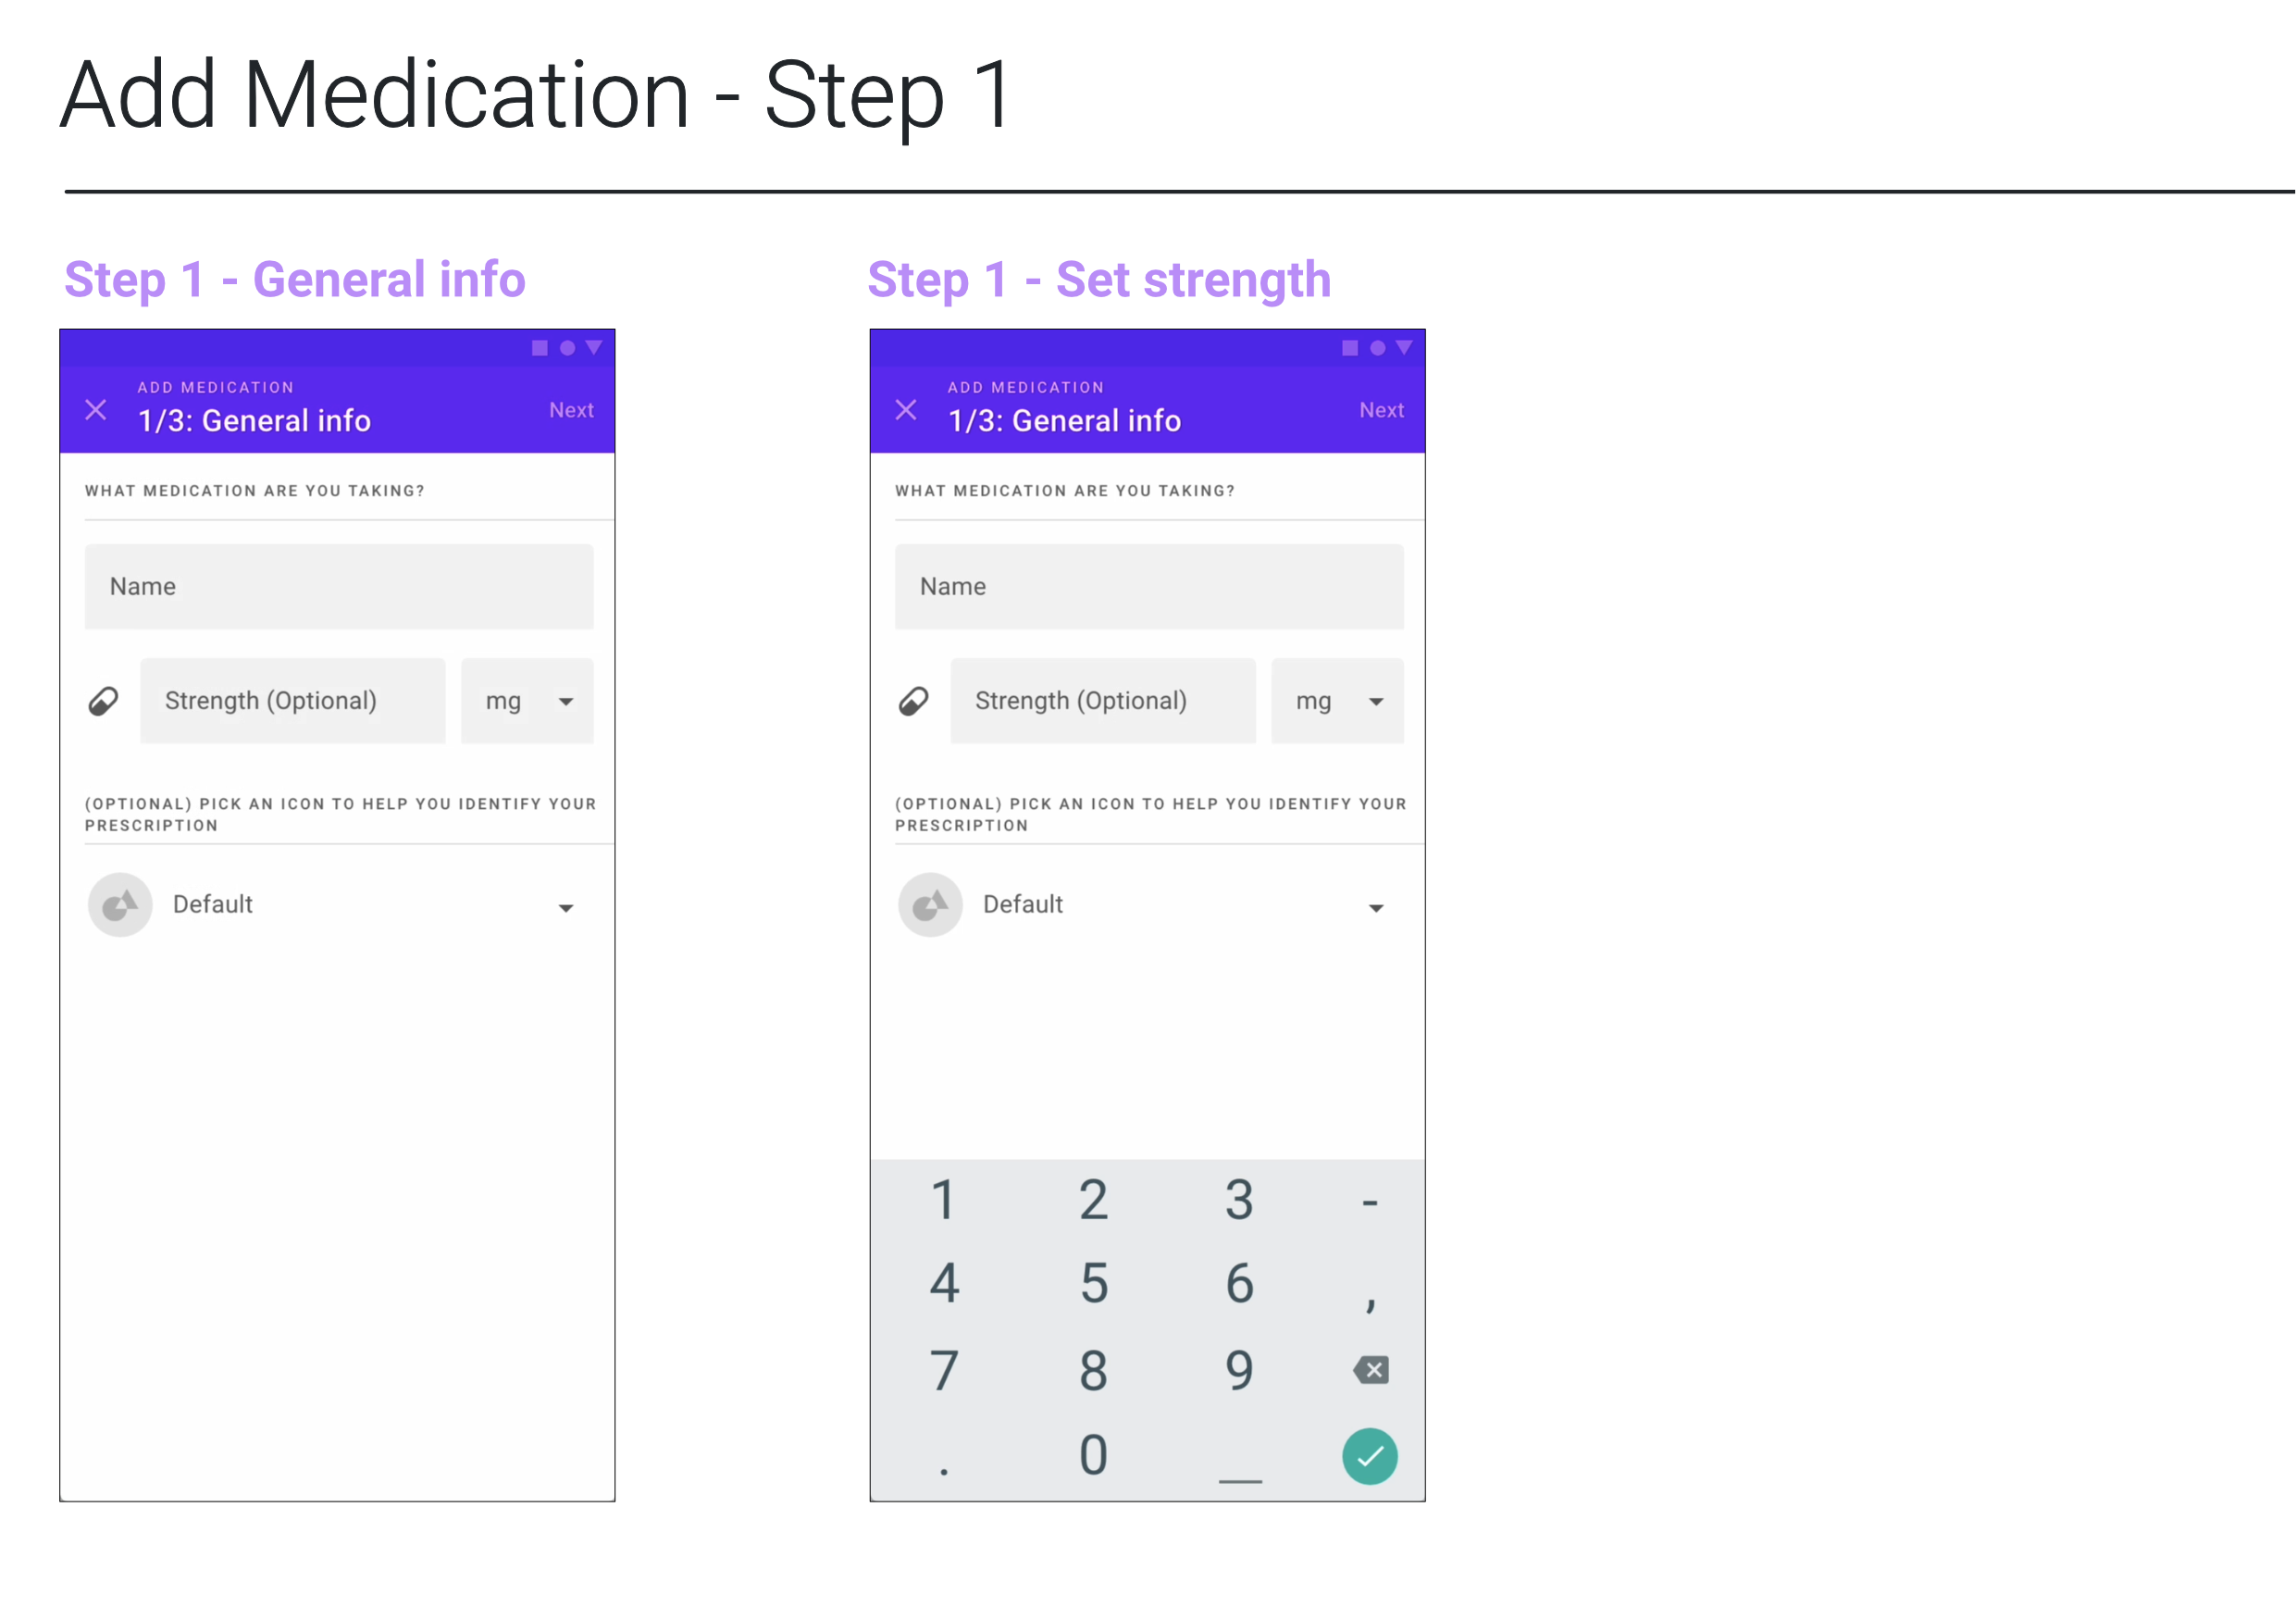 Add Medication - Step 1
Step 1 - General info
ADD MEDICATION
1/3: General info
Next
WHAT MEDICATION ARE YOU TAKING?
Name
Strength (Optional)
mg
(OPTIONAL) PICK AN ICON TO HELP YOU IDENTIFY YOUR
PRESCRIPTION
Default
Step 1 - Set strength
ADD MEDICATION
1/3: General info
Next
WHAT MEDICATION ARE YOU TAKING?
Name
Strength (Optional)
mg
(OPTIONAL) PICK AN ICON TO HELP YOU IDENTIFY YOUR
PRESCRIPTION
Default
1 2 3 -
4 5 6 ,
7 8 9
. 0 _